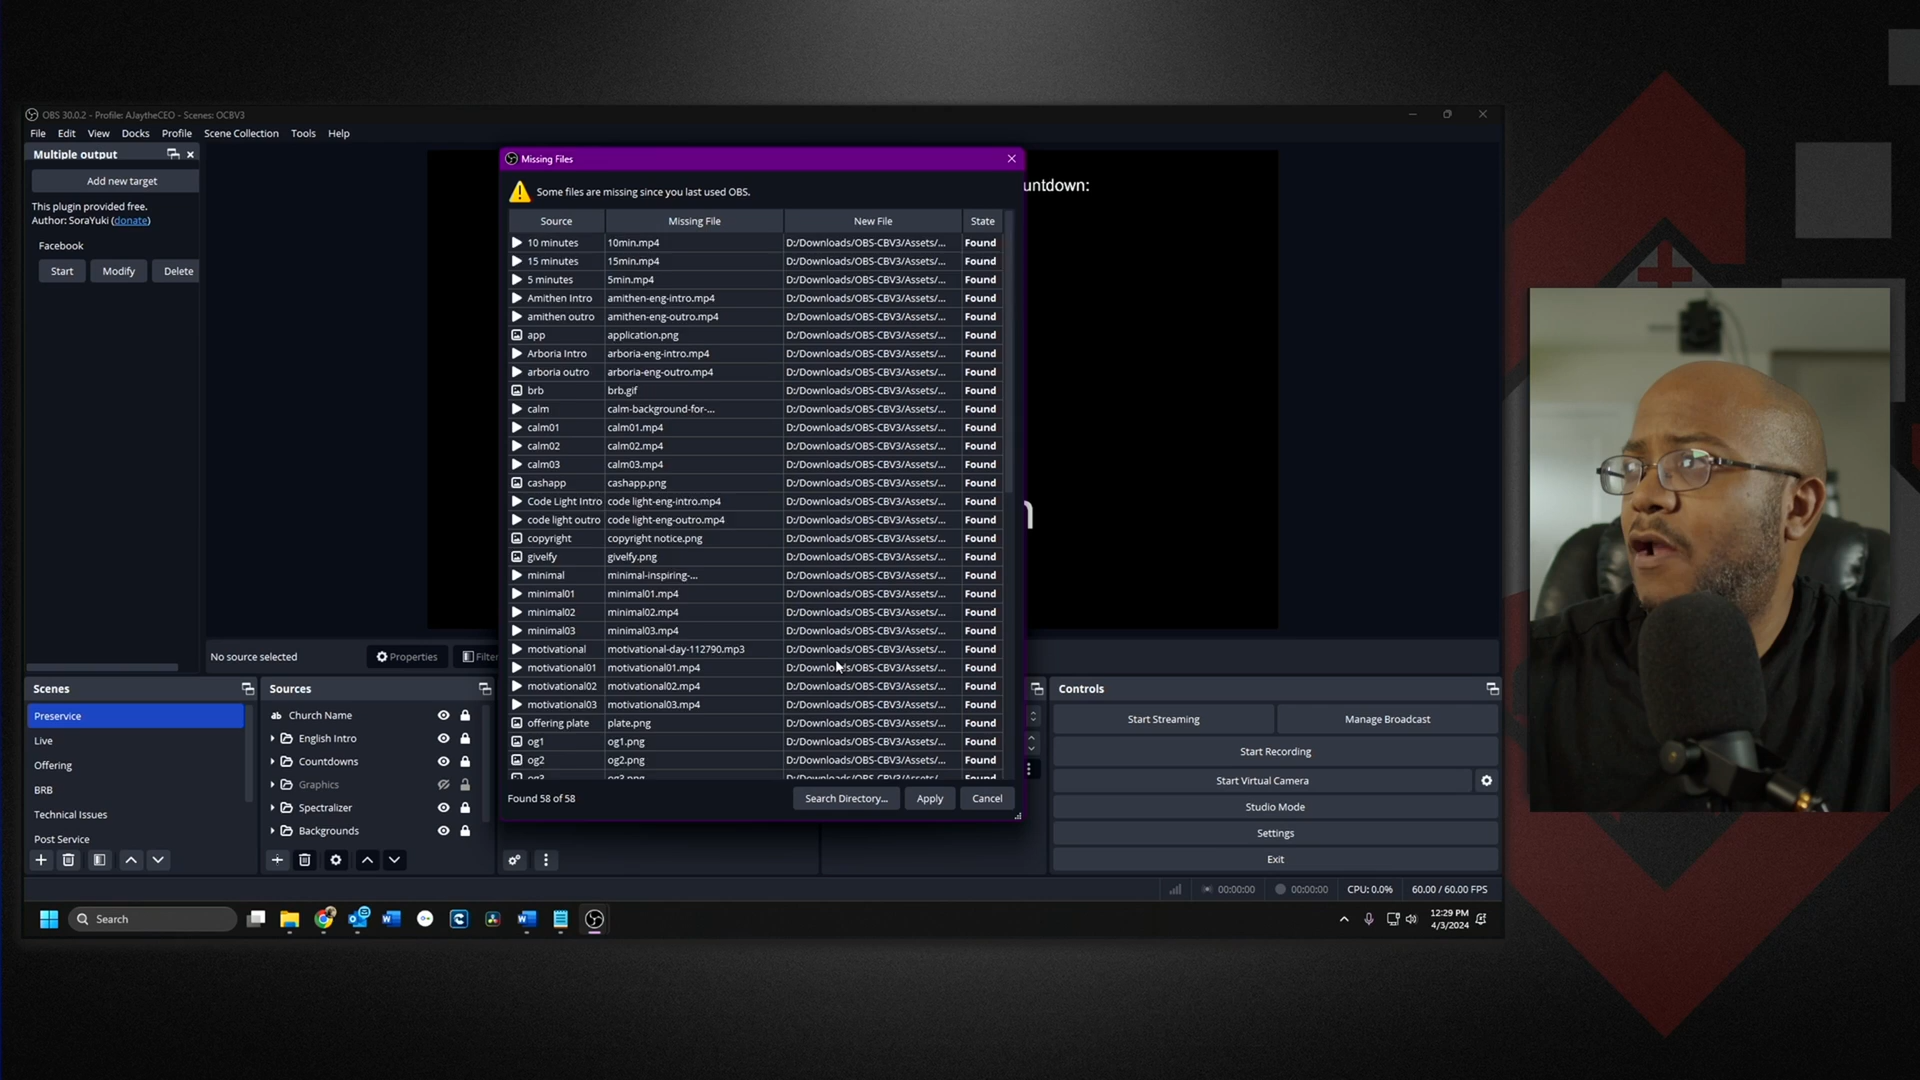 OBS 30.0.2 - Profile: AJaytheCEO - Scenes: OCBV3
File Edit View Docks Profile Scene Collection Tools Help
Multiple output
Add new target
This plugin provided free.
Author: SoraYuki (donate)
Facebook
Start Modify Delete
untdown:
Missing Files
Some files are missing since you last used OBS.
Source Missing File New File State
10 minutes 10min.mp4 D:/Downloads/OBS-CBV3/Assets/... Found
15 minutes 15min.mp4 D:/Downloads/OBS-CBV3/Assets/... Found
5 minutes 5min.mp4 D:/Downloads/OBS-CBV3/Assets/... Found
Amithen Intro amithen-eng-intro.mp4 D:/Downloads/OBS-CBV3/Assets/... Found
amithen outro amithen-eng-outro.mp4 D:/Downloads/OBS-CBV3/Assets/... Found
app application.png D:/Downloads/OBS-CBV3/Assets/... Found
Arboria Intro arboria-eng-intro.mp4 D:/Downloads/OBS-CBV3/Assets/... Found
arboria outro arboria-eng-outro.mp4 D:/Downloads/OBS-CBV3/Assets/... Found
brb brb.gif D:/Downloads/OBS-CBV3/Assets/... Found
calm calm-background-for-... D:/Downloads/OBS-CBV3/Assets/... Found
calm01 calm01.mp4 D:/Downloads/OBS-CBV3/Assets/... Found
calm02 calm02.mp4 D:/Downloads/OBS-CBV3/Assets/... Found
calm03 calm03.mp4 D:/Downloads/OBS-CBV3/Assets/... Found
cashapp cashapp.png D:/Downloads/OBS-CBV3/Assets/... Found
Code Light Intro code light-eng-intro.mp4 D:/Downloads/OBS-CBV3/Assets/... Found
code light outro code light-eng-outro.mp4 D:/Downloads/OBS-CBV3/Assets/... Found
copyright copyright notice.png D:/Downloads/OBS-CBV3/Assets/... Found
givelfy givelfy.png D:/Downloads/OBS-CBV3/Assets/... Found
minimal minimal-inspiring-... D:/Downloads/OBS-CBV3/Assets/... Found
minimal01 minimal01.mp4 D:/Downloads/OBS-CBV3/Assets/... Found
minimal02 minimal02.mp4 D:/Downloads/OBS-CBV3/Assets/... Found
minimal03 minimal03.mp4 D:/Downloads/OBS-CBV3/Assets/... Found
motivational motivational-day-112790.mp3 D:/Downloads/OBS-CBV3/Assets/... Found
motivational01 motivational01.mp4 D:/Downloads/OBS-CBV3/Assets/... Found
motivational02 motivational02.mp4 D:/Downloads/OBS-CBV3/Assets/... Found
motivational03 motivational03.mp4 D:/Downloads/OBS-CBV3/Assets/... Found
offering plate plate.png D:/Downloads/OBS-CBV3/Assets/... Found
og1 og1.png D:/Downloads/OBS-CBV3/Assets/... Found
og2 og2.png D:/Downloads/OBS-CBV3/Assets/... Found
og3 og3.png D:/Downloads/OBS-CBV3/Assets/... Found
Found 58 of 58 Search Directory... Apply Cancel
No source selected Properties Filter
Scenes
Preservice
Live
Offering
BRB
Technical Issues
Post Service
Sources
Church Name
English Intro
Countdowns
Graphics
Spectralizer
Backgrounds
Controls
Start Streaming Manage Broadcast
Start Recording
Start Virtual Camera
Studio Mode
Settings
Exit
00:00:00 00:00:00 CPU: 0.0% 60.00 / 60.00 FPS
Search
12:29 PM
4/3/2024